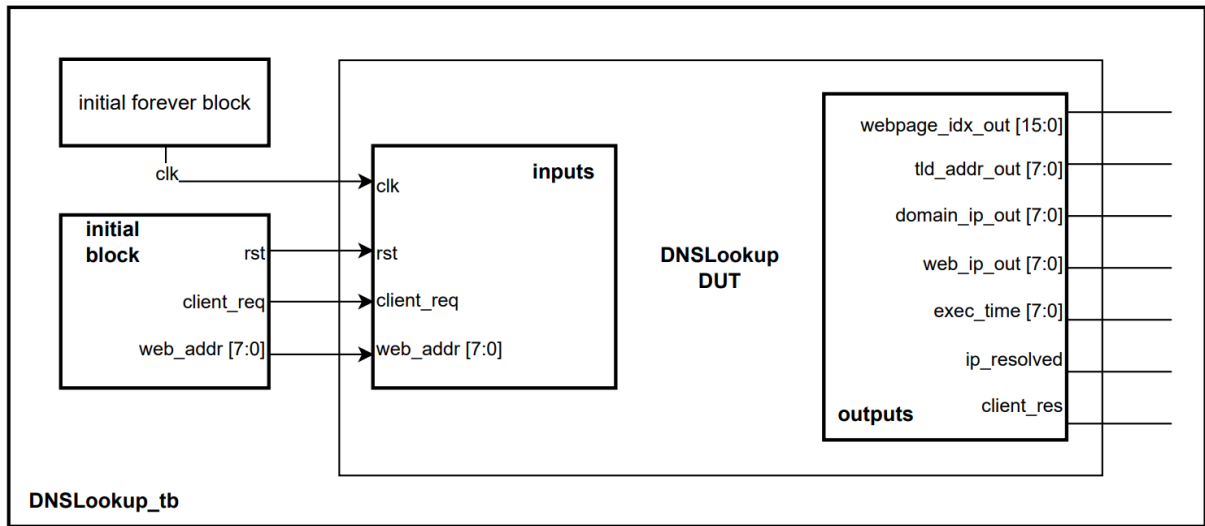 initial forever block
clk
initial
block
rst
client_req
web_addr [7:0]
inputs
clk
rst
client_req
web_addr [7:0]
DNSLookup
DUT
webpage_idx_out [15:0]
tld_addr_out [7:0]
domain_ip_out [7:0]
web_ip_out [7:0]
exec_time [7:0]
ip_resolved
client_res
outputs
DNSLookup_tb